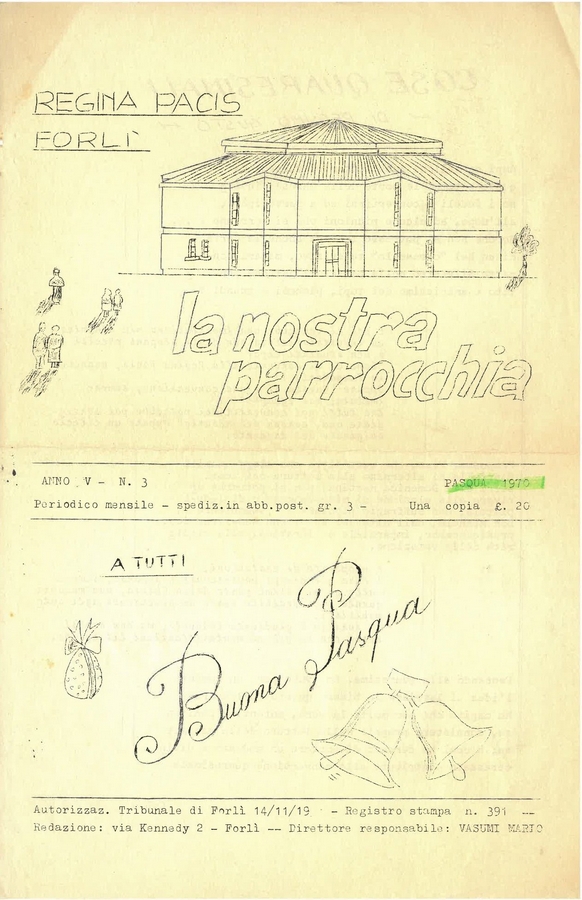 REGINA PACIS
FORLI'
la nostra
parrocchia
ANNO V - N. 3 PASQUA 1970
Periodico mensile - spediz.in abb.post. gr. 3 - Una copia £. 20
A TUTTI
Buona Pasqua
Autorizzaz. Tribunale di Forlì 14/11/19 - Registro stampa n. 391 --
Redazione: via Kennedy 2 - Forlì -- Direttore responsabile: VASUMI MARIO